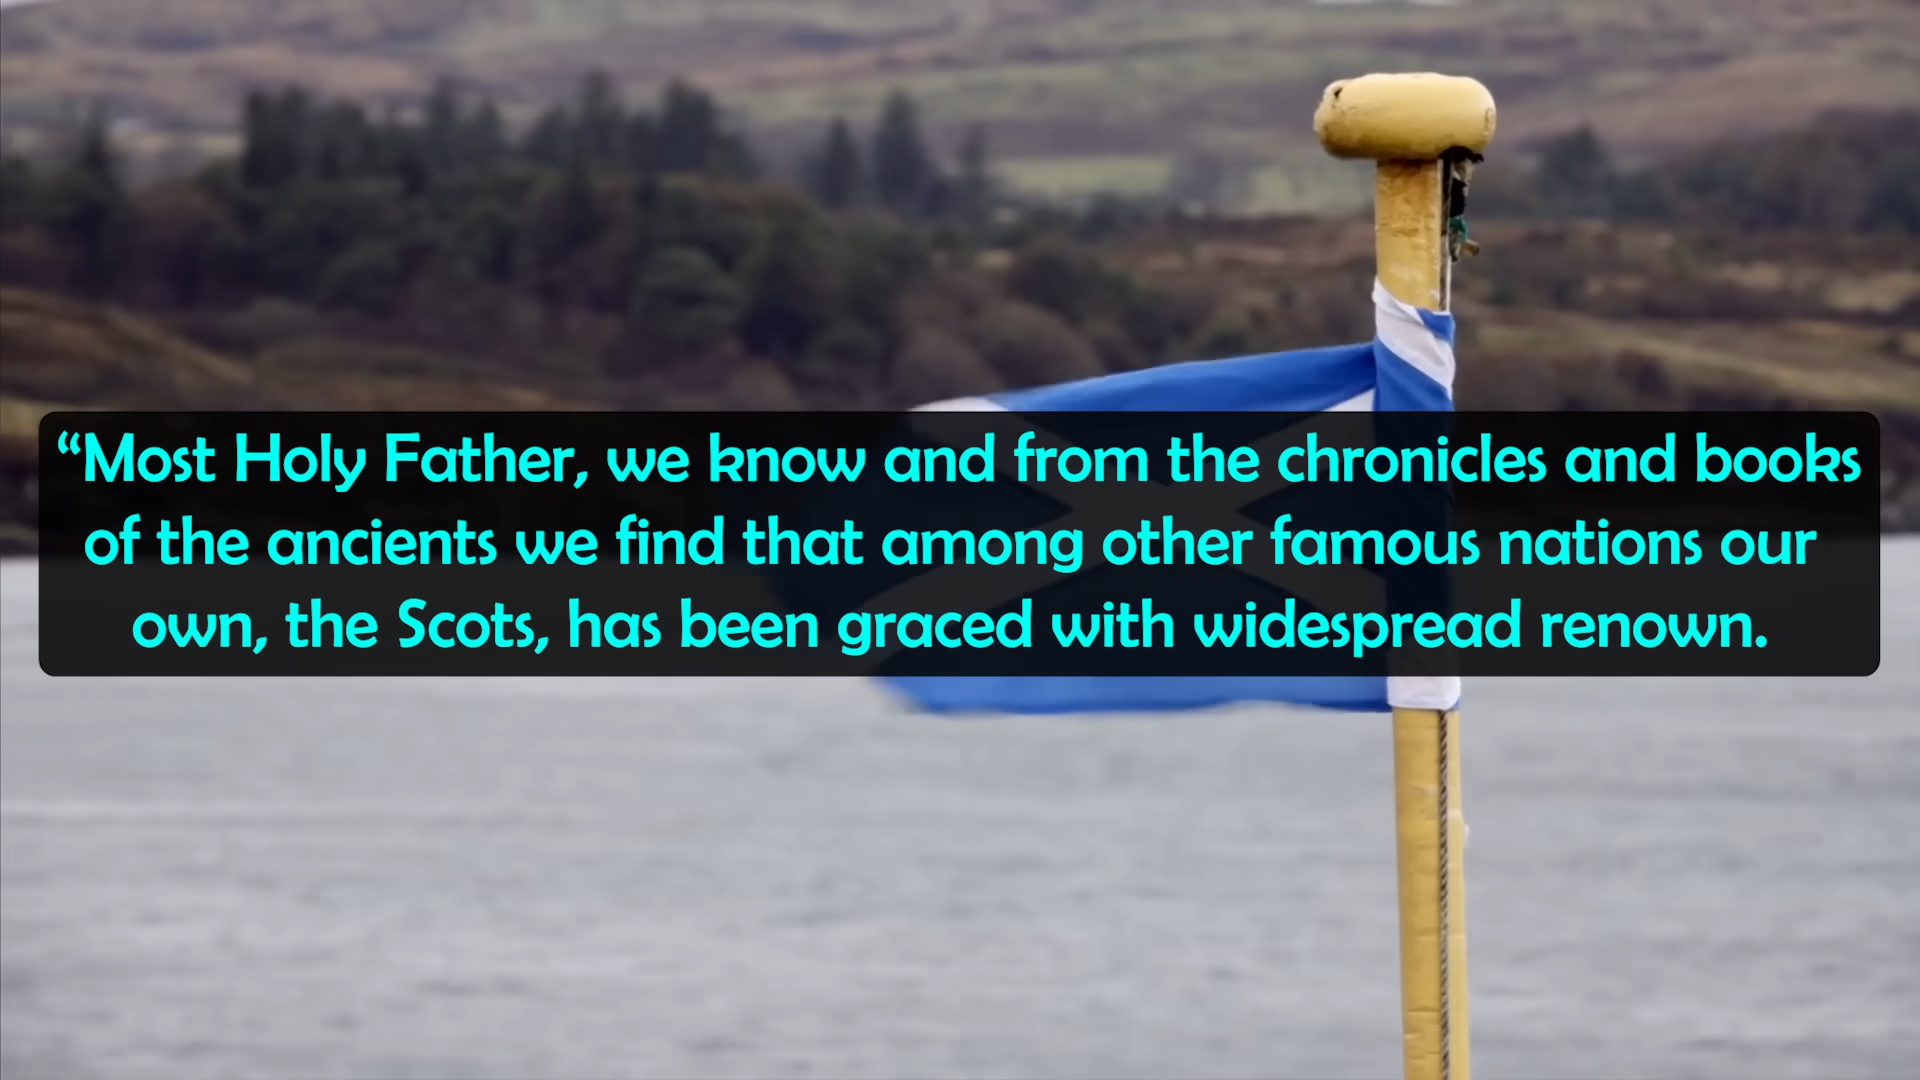 “Most Holy Father, we know and from the chronicles and books
of the ancients we find that among other famous nations our
own, the Scots, has been graced with widespread renown.